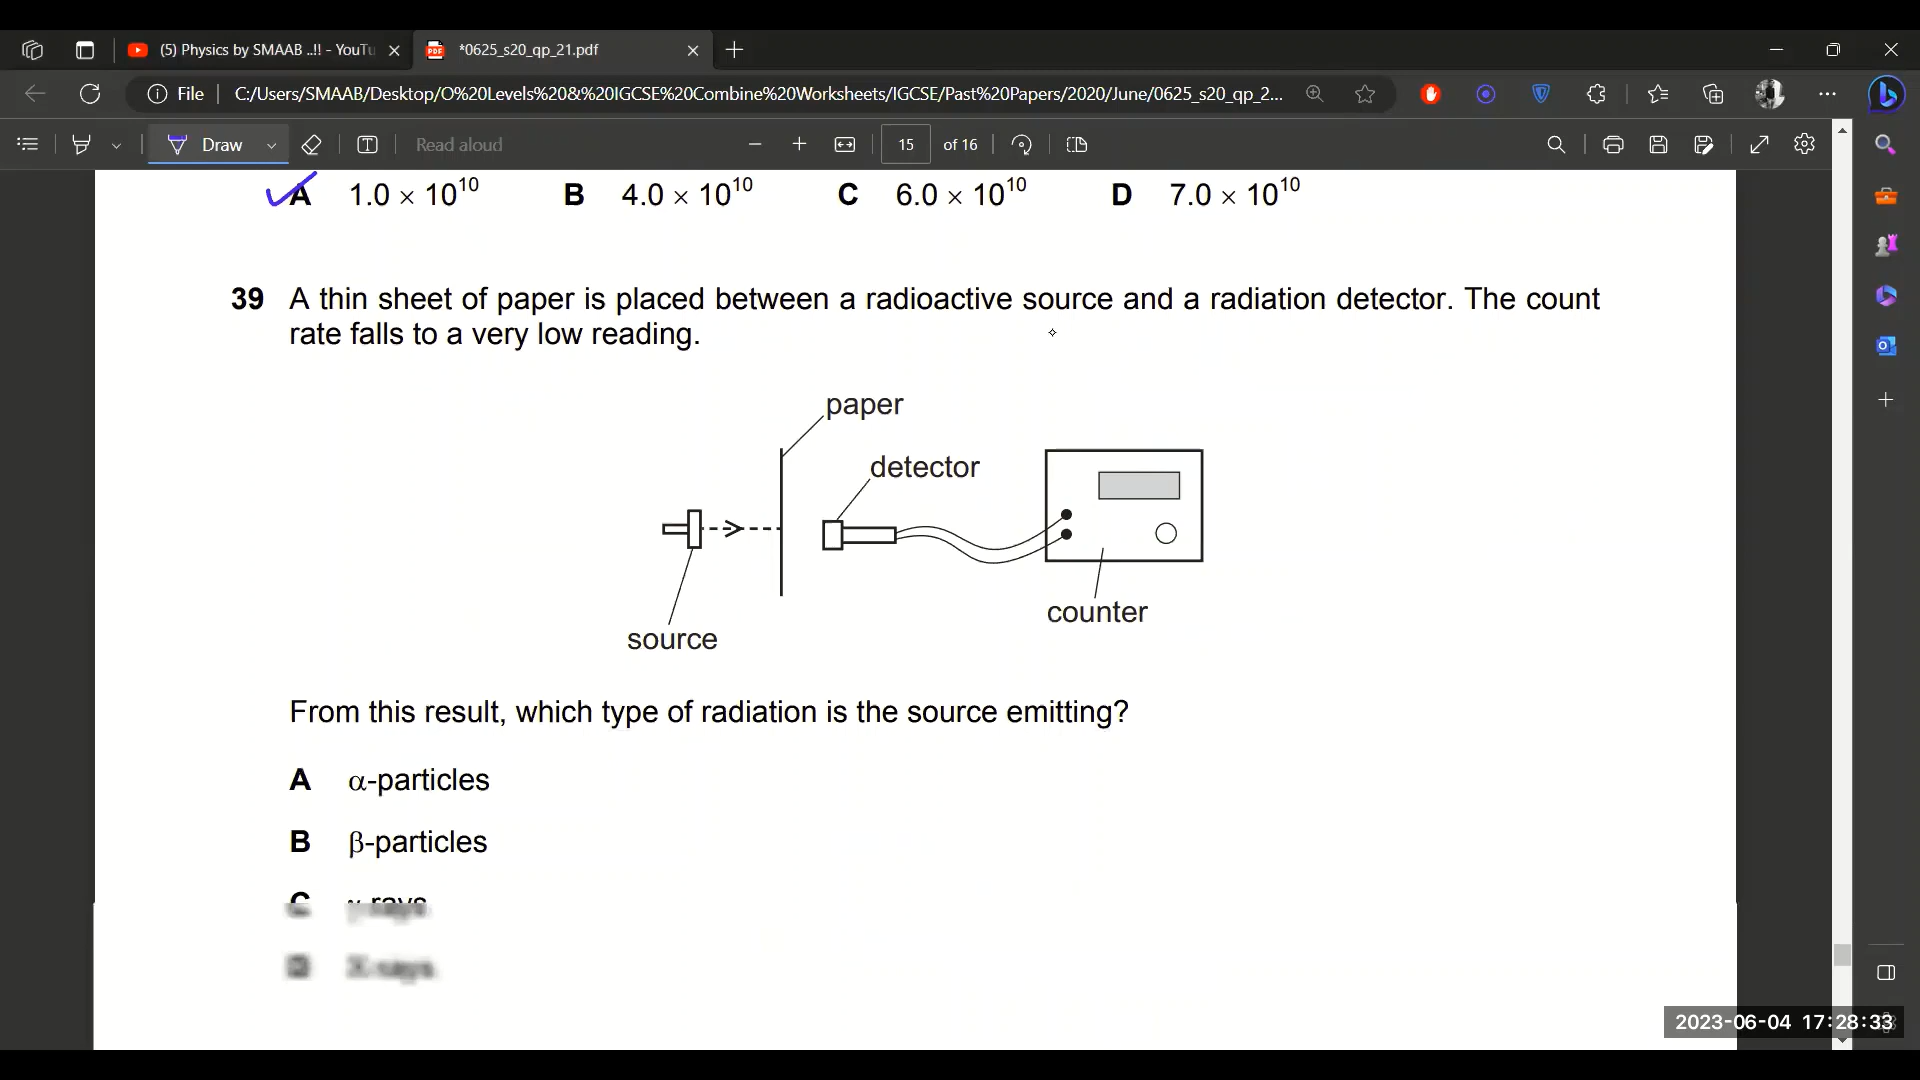 (5) Physics by SMAAB ..!! - YouTu
*0625_s20_qp_21.pdf
File
C:/Users/SMAAB/Desktop/O%20Levels%20&%20IGCSE%20Combine%20Worksheets/IGCSE/Past%20Papers/2020/June/0625_s20_qp_2...
Draw
Read aloud
15 of 16
A 1.0 × 10¹⁰ B 4.0 × 10¹⁰ C 6.0 × 10¹⁰ D 7.0 × 10¹⁰
39 A thin sheet of paper is placed between a radioactive source and a radiation detector. The count
rate falls to a very low reading.
paper
detector
counter
source
From this result, which type of radiation is the source emitting?
A α-particles
B β-particles
C γ-rays
D X-rays
2023-06-04 17:28:33